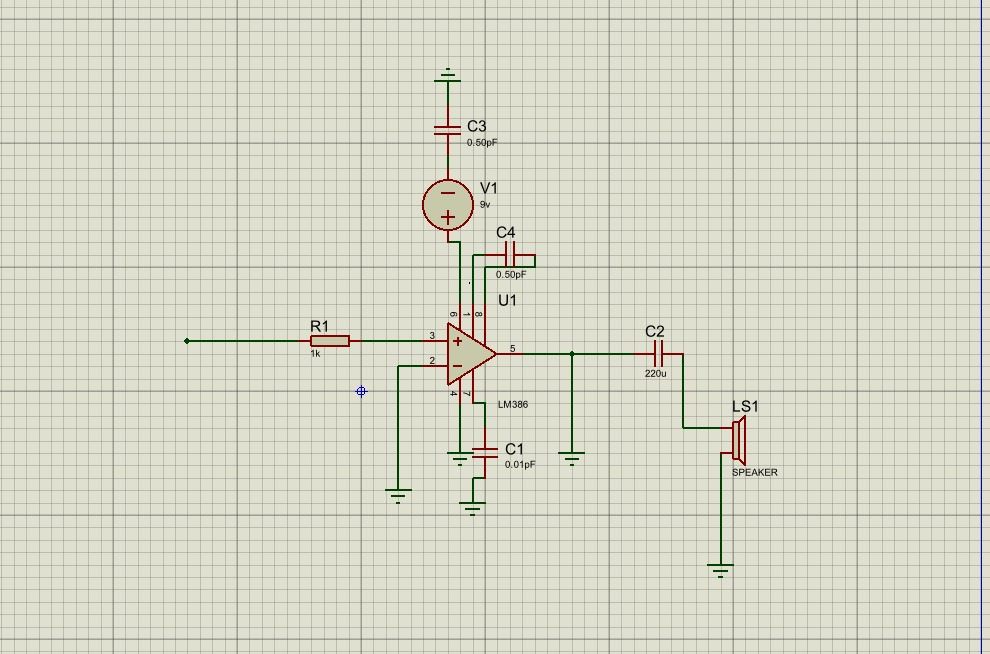 C3
0.50pF
V1
9v
C4
0.50pF
U1
6
1
8
R1
1k
3
2
5
4
7
LM386
C2
220u
C1
0.01pF
LS1
SPEAKER